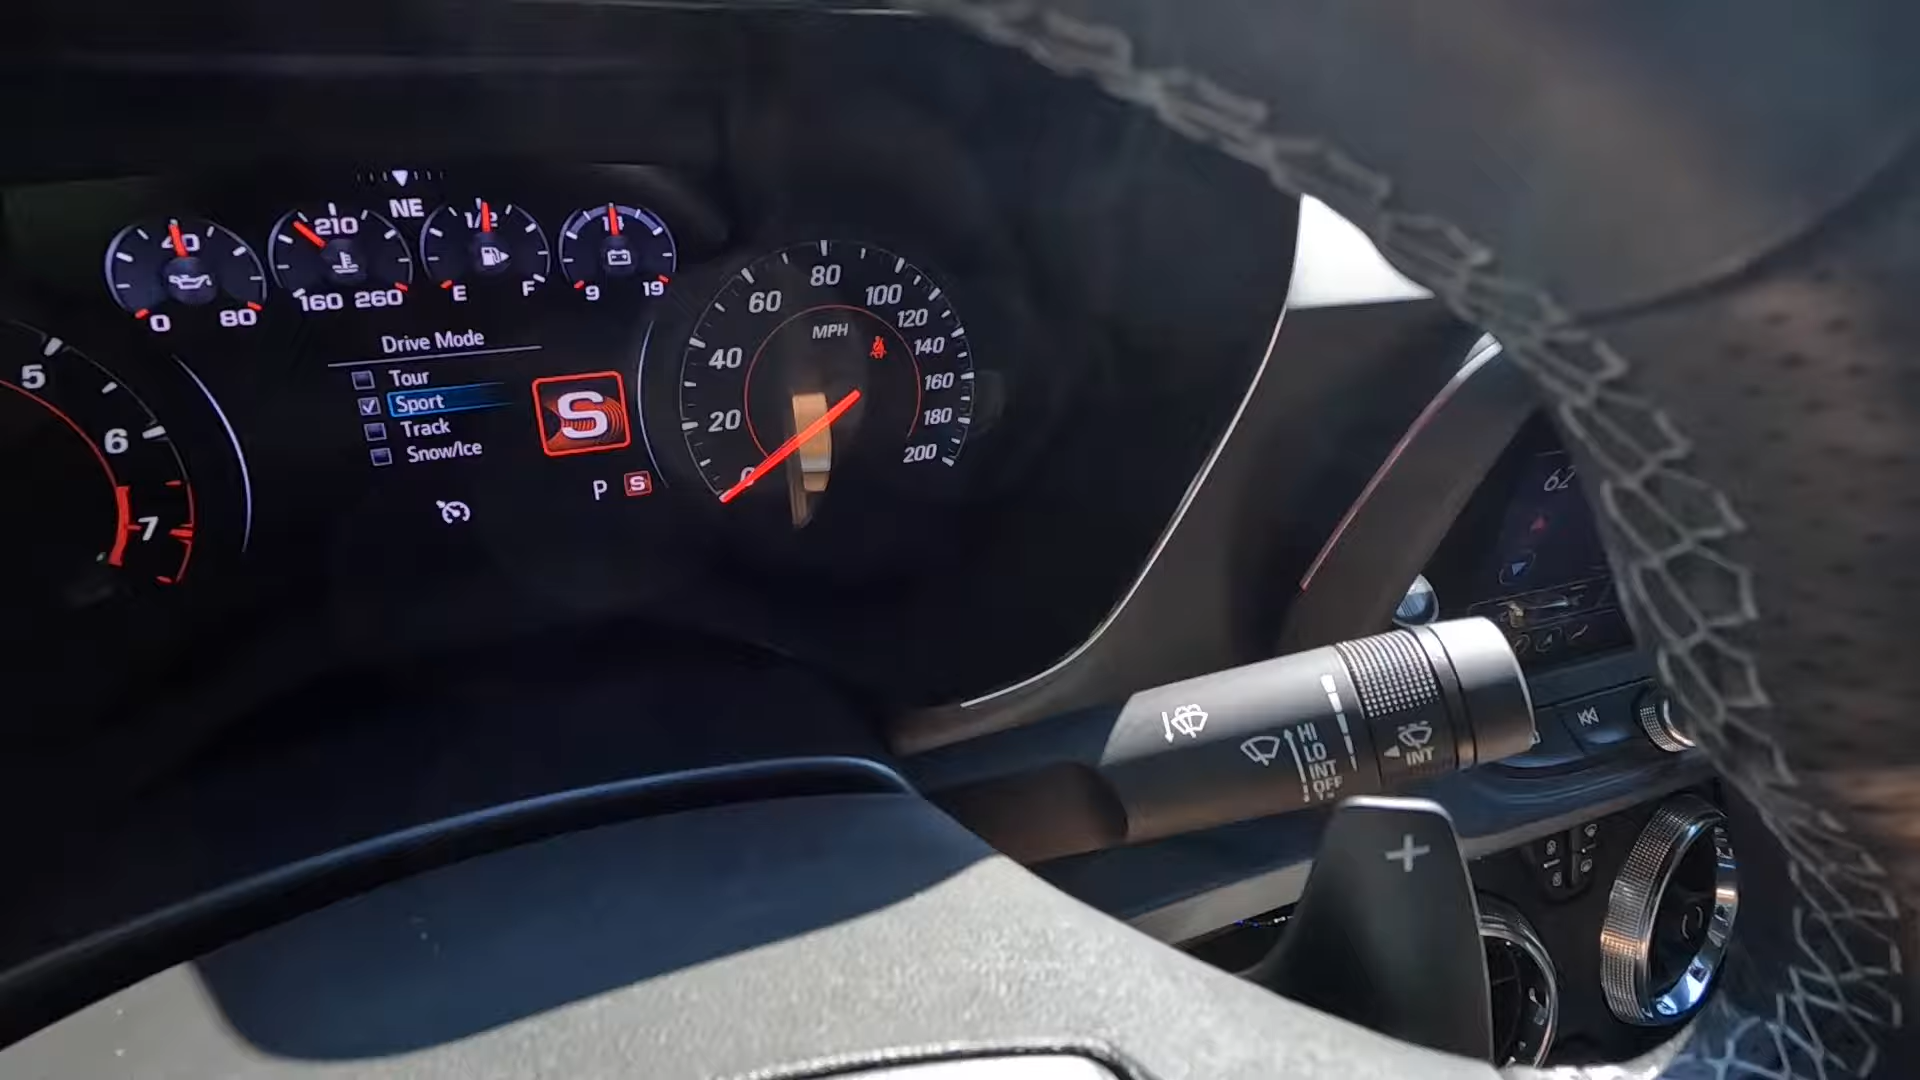 NE
40
0 80
210
160 260
1/2
E F
9 19
Drive Mode
Tour
Sport
Track
Snow/Ice
S
P S
5
6
7
MPH
0
20
40
60
80
100
120
140
160
180
200
62
HI
LO
INT
OFF
INT
+